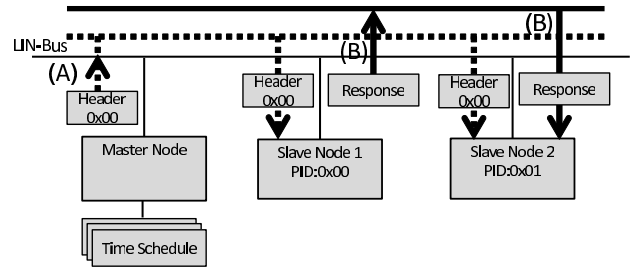 LIN-Bus
(A)
(B)
(B)
Header
0x00
Header
0x00
Response
Header
0x00
Response
Master Node
Slave Node 1
PID:0x00
Slave Node 2
PID:0x01
Time Schedule